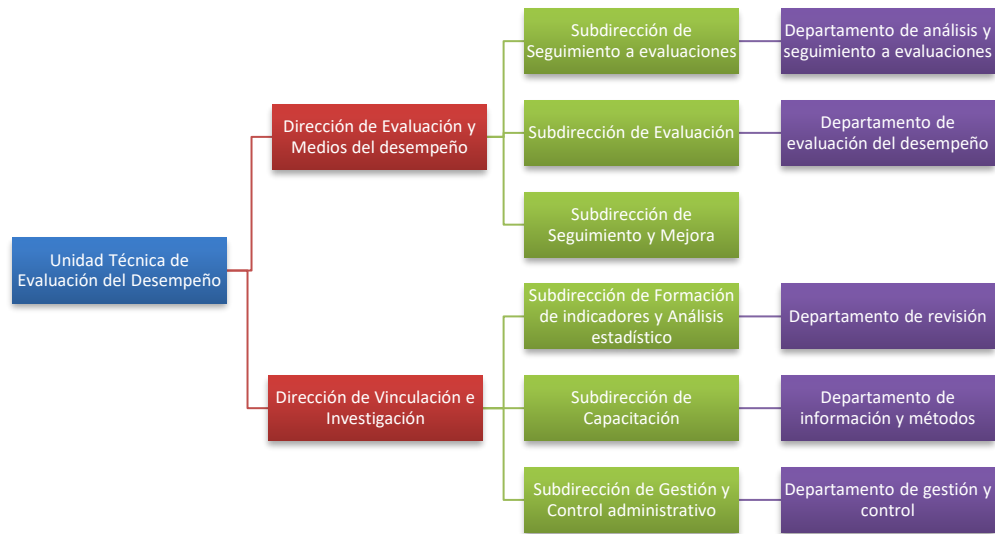 Unidad Técnica de
Evaluación del Desempeño
Dirección de Evaluación y
Medios del desempeño
Subdirección de
Seguimiento a evaluaciones
Departamento de análisis y
seguimiento a evaluaciones
Subdirección de Evaluación
Departamento de
evaluación del desempeño
Subdirección de
Seguimiento y Mejora
Dirección de Vinculación e
Investigación
Subdirección de Formación
de indicadores y Análisis
estadístico
Departamento de revisión
Subdirección de
Capacitación
Departamento de
información y métodos
Subdirección de Gestión y
Control administrativo
Departamento de gestión y
control